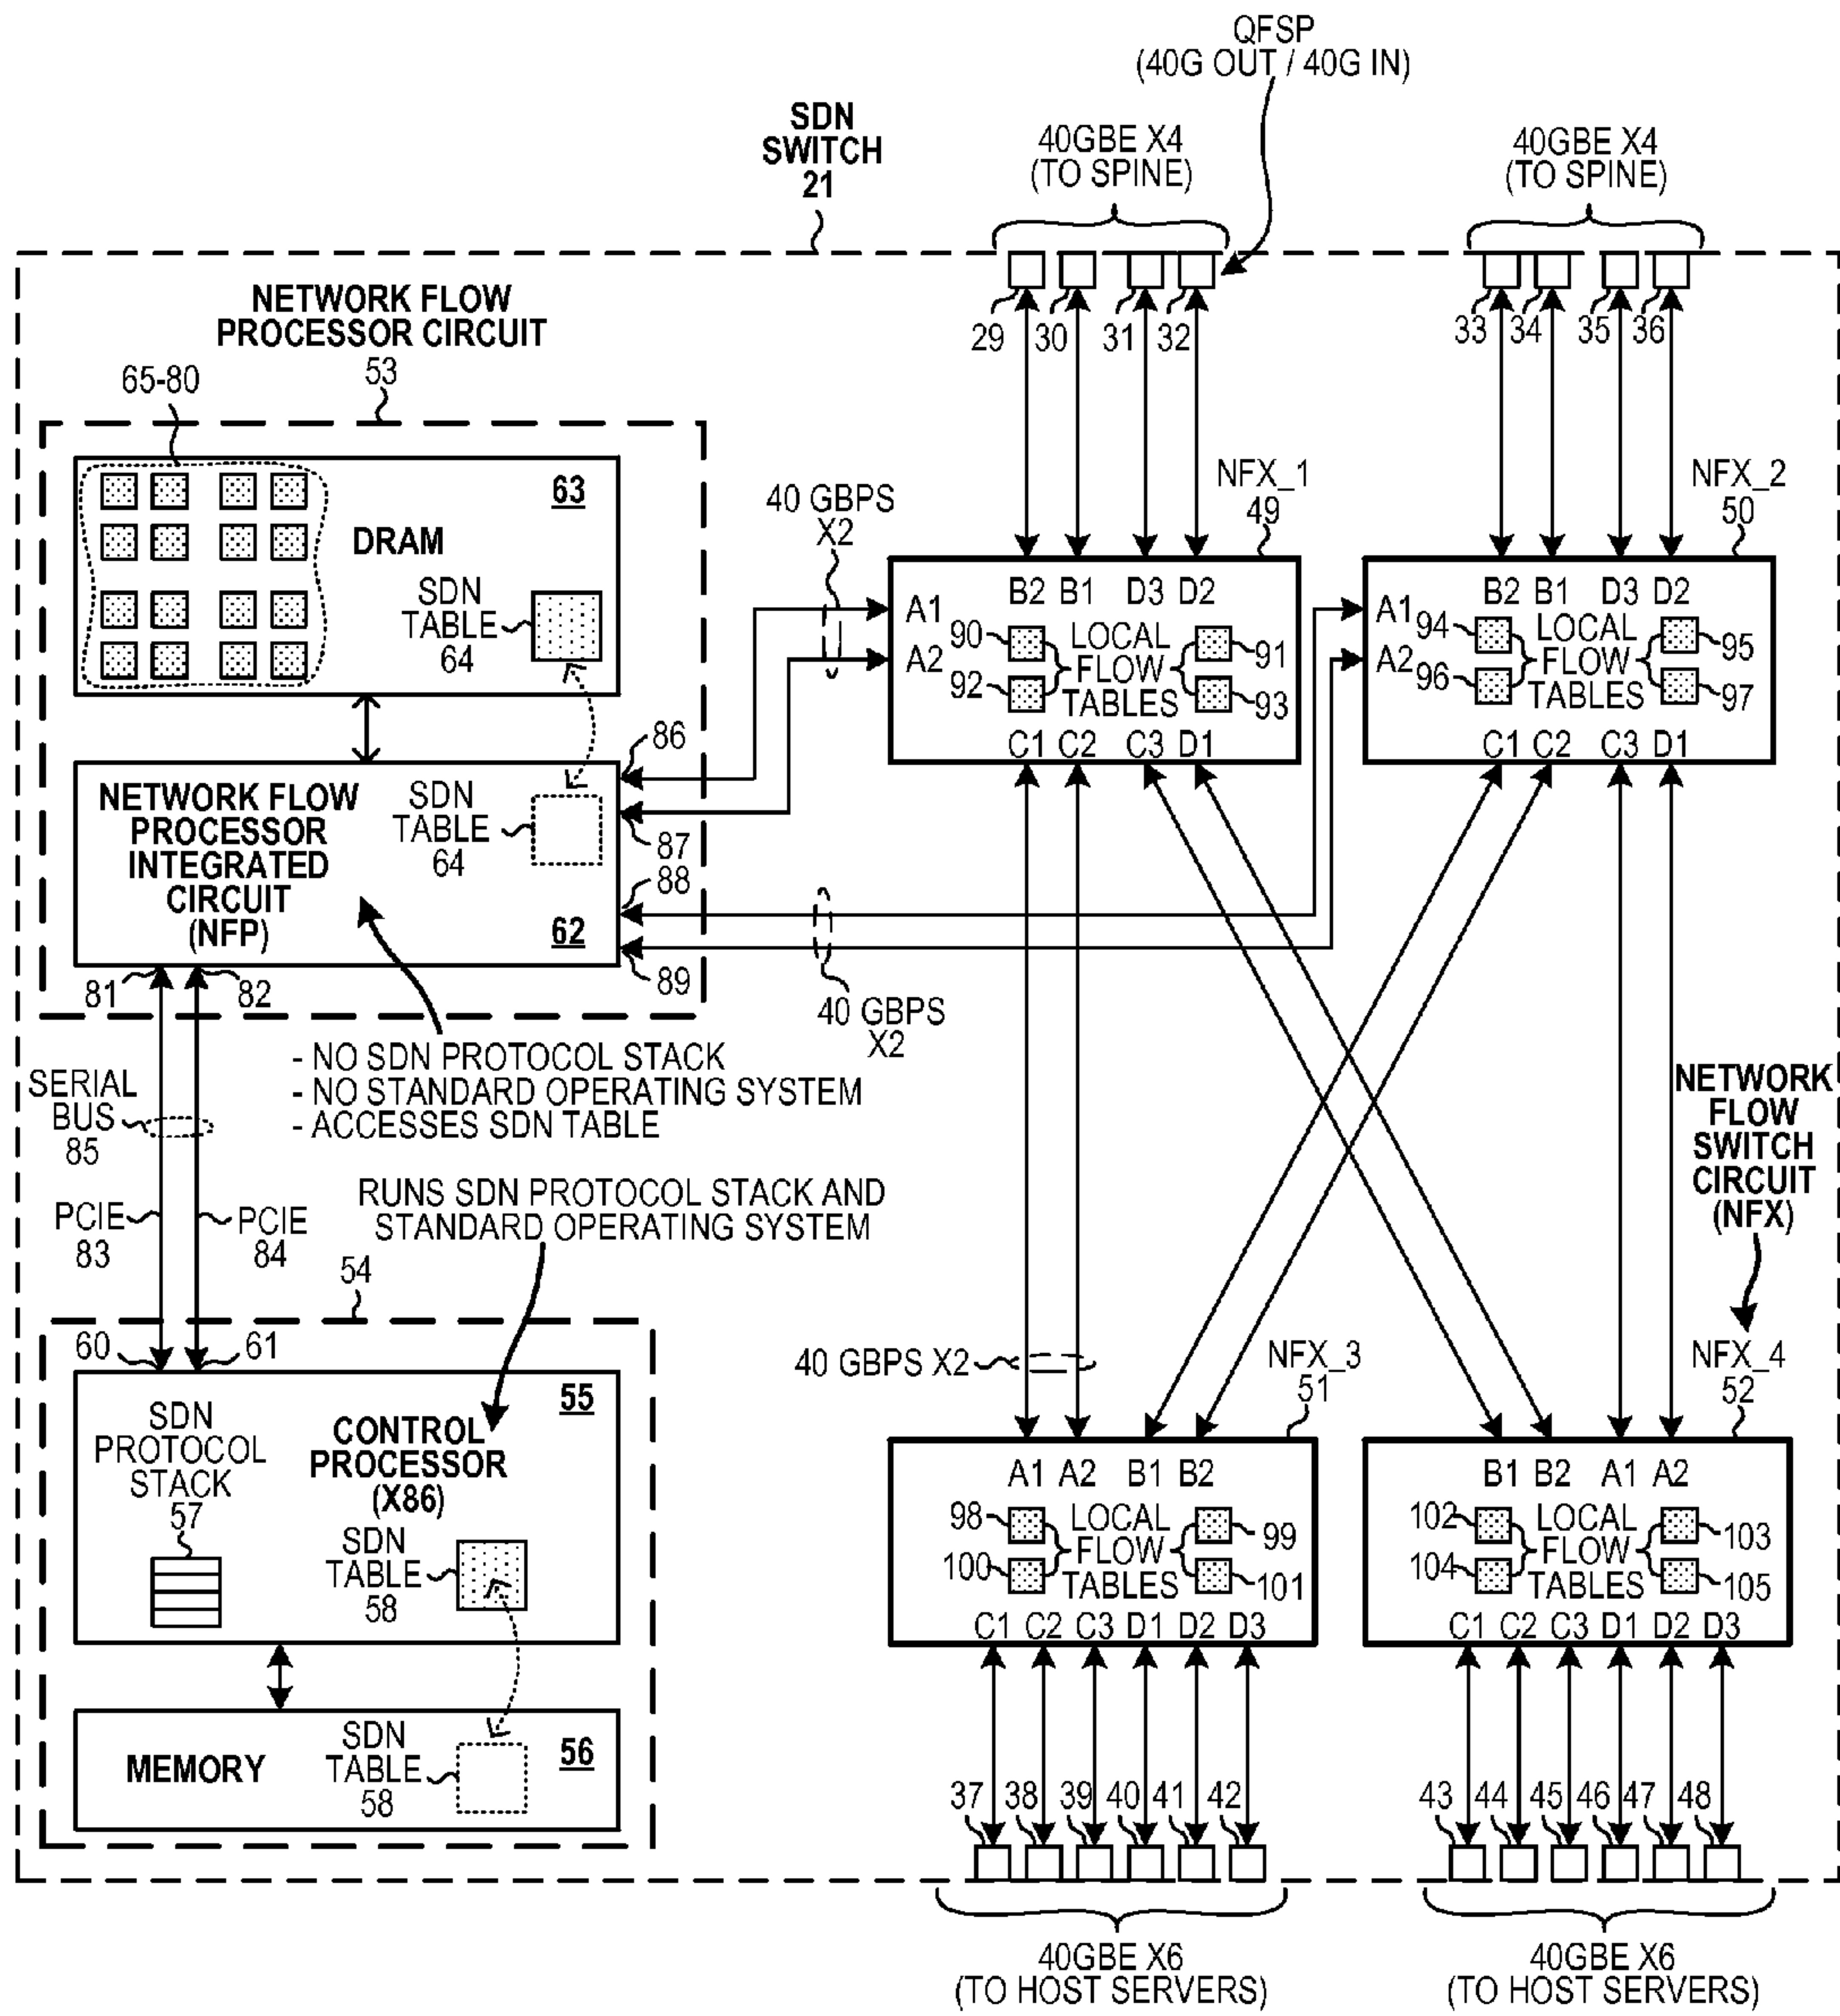 QFSP
(40G OUT / 40G IN)
SDN
SWITCH
21
40GBE X4
(TO SPINE)
40GBE X4
(TO SPINE)
29
30
31
32
33
34
35
36
NETWORK FLOW
PROCESSOR CIRCUIT
53
65-80
63
DRAM
SDN
TABLE
64
40 GBPS
X2
NFX_1
49
NFX_2
50
A1
A2
B2 B1 D3 D2
90
LOCAL
FLOW
TABLES
91
92
93
C1 C2 C3 D1
A1
A2
B2 B1 D3 D2
94
LOCAL
FLOW
TABLES
95
96
97
C1 C2 C3 D1
86
87
88
89
NETWORK FLOW
PROCESSOR
INTEGRATED
CIRCUIT
(NFP)
SDN
TABLE
64
62
81
82
40 GBPS
X2
- NO SDN PROTOCOL STACK
- NO STANDARD OPERATING SYSTEM
- ACCESSES SDN TABLE
SERIAL
BUS
85
PCIE
83
PCIE
84
RUNS SDN PROTOCOL STACK AND
STANDARD OPERATING SYSTEM
NETWORK
FLOW
SWITCH
CIRCUIT
(NFX)
54
60
61
55
SDN
PROTOCOL
STACK
57
CONTROL
PROCESSOR
(X86)
SDN
TABLE
58
MEMORY
SDN
TABLE
58
56
40 GBPS X2
NFX_3
51
NFX_4
52
A1 A2 B1 B2
98
LOCAL
FLOW
TABLES
99
100
101
C1 C2 C3 D1 D2 D3
B1 B2 A1 A2
102
LOCAL
FLOW
TABLES
103
104
105
C1 C2 C3 D1 D2 D3
37
38
39
40
41
42
43
44
45
46
47
48
40GBE X6
(TO HOST SERVERS)
40GBE X6
(TO HOST SERVERS)